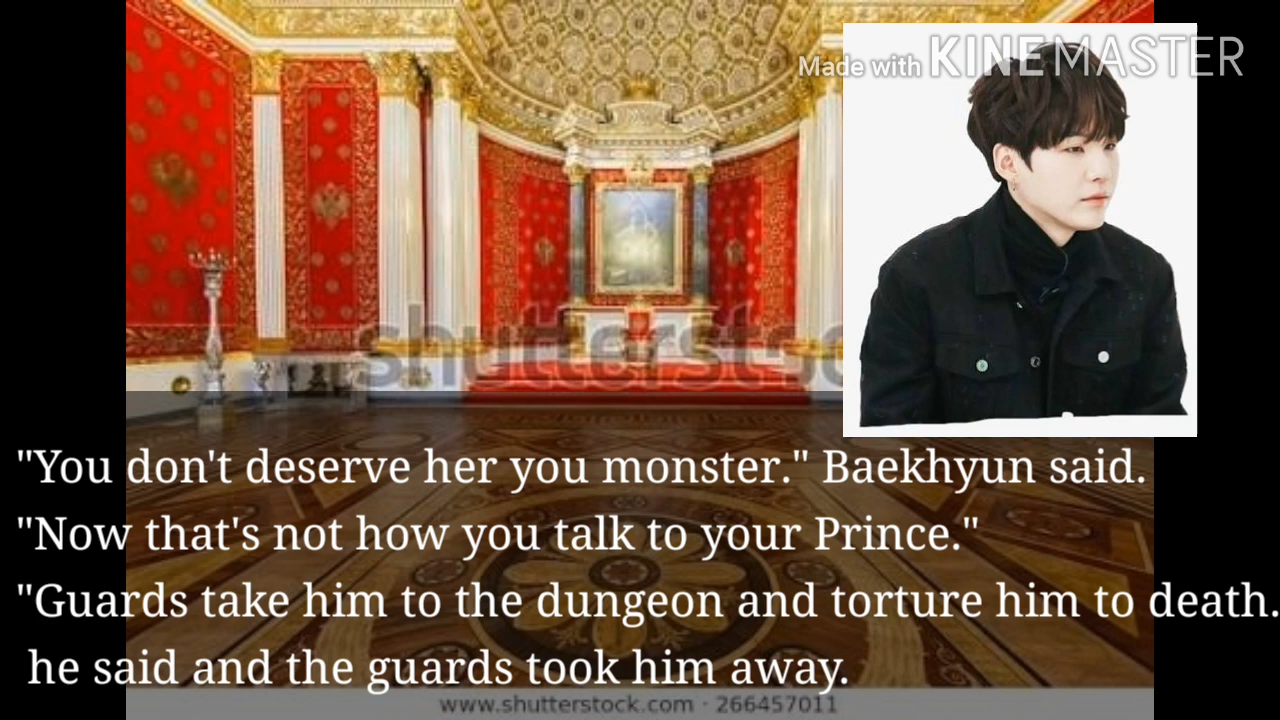 Made with KINEMASTER
shutterstoc
"You don't deserve her you monster." Baekhyun said.
"Now that's not how you talk to your Prince."
"Guards take him to the dungeon and torture him to death.
he said and the guards took him away.
www.shutterstock.com · 266457011